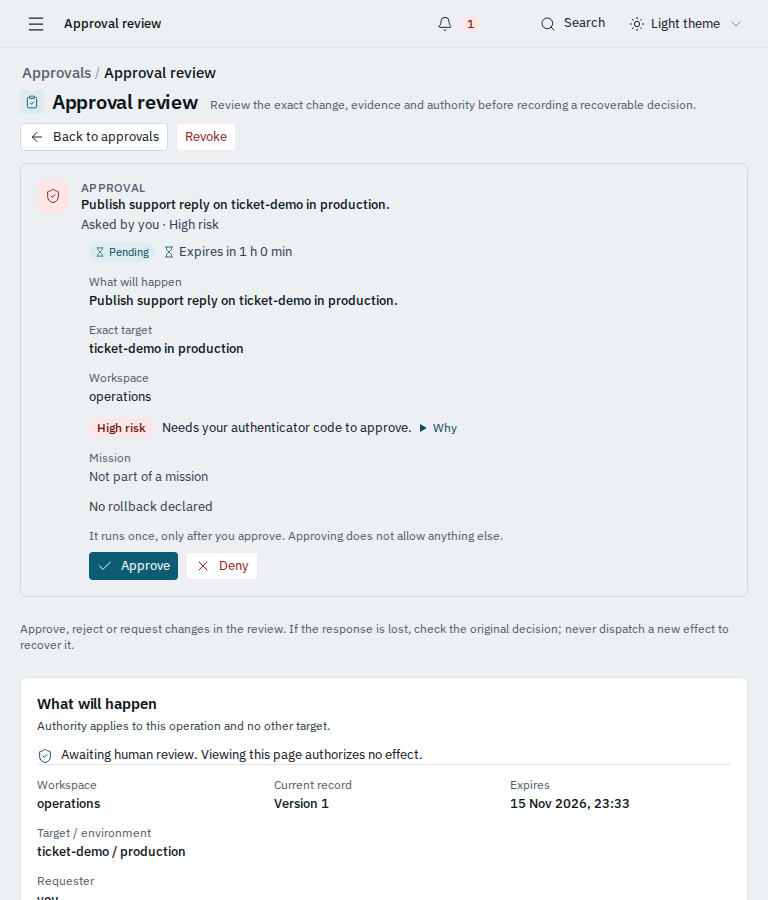 Approval review
1
Search
Light theme
Approvals / Approval review
Approval review
Review the exact change, evidence and authority before recording a recoverable decision.
Back to approvals
Revoke
APPROVAL
Publish support reply on ticket-demo in production.
Asked by you · High risk
Pending
Expires in 1 h 0 min
What will happen
Publish support reply on ticket-demo in production.
Exact target
ticket-demo in production
Workspace
operations
High risk
Needs your authenticator code to approve.
Why
Mission
Not part of a mission
No rollback declared
It runs once, only after you approve. Approving does not allow anything else.
Approve
Deny
Approve, reject or request changes in the review. If the response is lost, check the original decision; never dispatch a new effect to
recover it.
What will happen
Authority applies to this operation and no other target.
Awaiting human review. Viewing this page authorizes no effect.
Workspace
operations
Current record
Version 1
Expires
15 Nov 2026, 23:33
Target / environment
ticket-demo / production
Requester
you